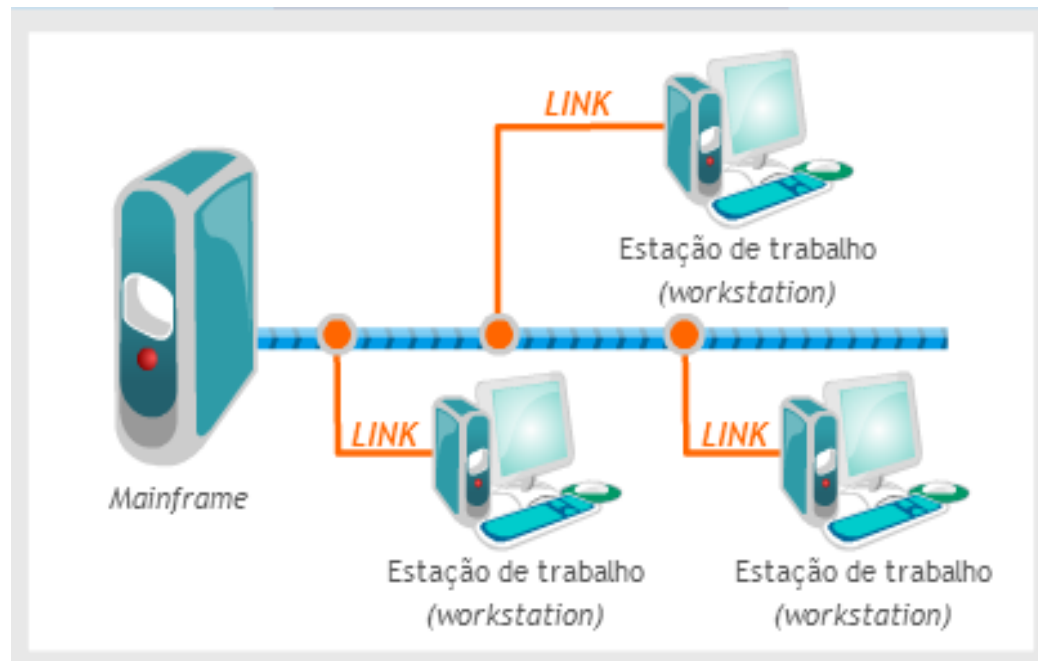 LINK
Estação de trabalho
(workstation)
Mainframe
LINK
LINK
Estação de trabalho
(workstation)
Estação de trabalho
(workstation)